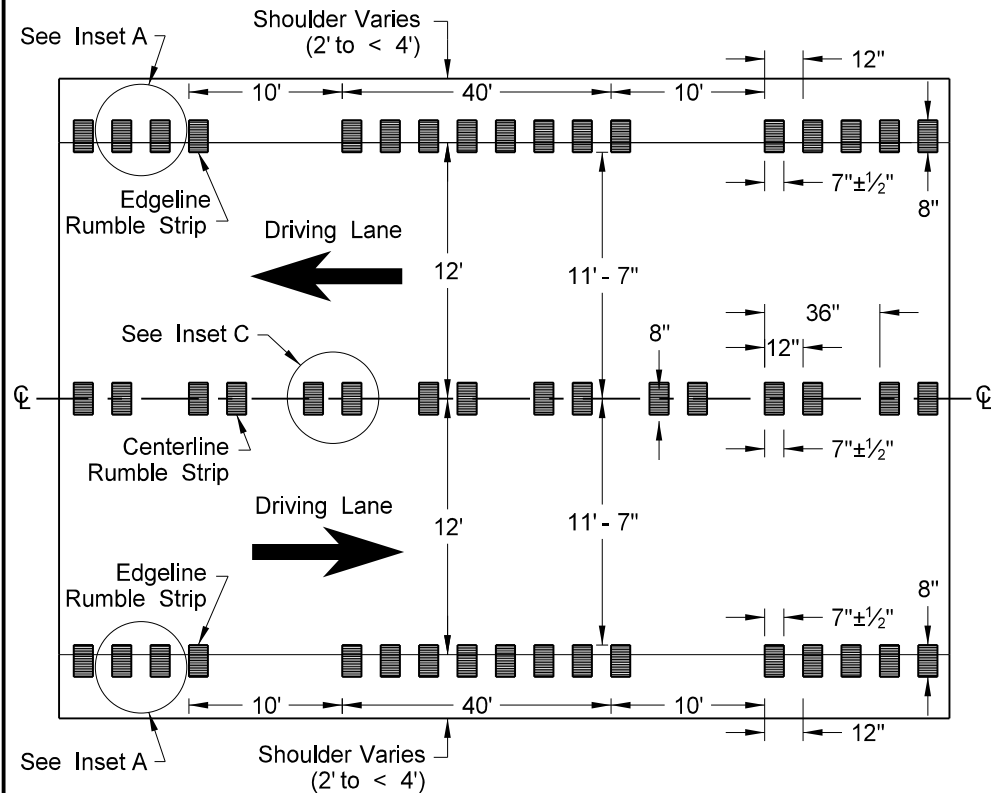 Shoulder Varies
(2' to < 4')
See Inset A
12"
10'
40'
10'
Edgeline
Rumble Strip
7"±½"
8"
Driving Lane
12'
11' - 7"
36"
See Inset C
8"
12"
℄
℄
Centerline
Rumble Strip
7"±½"
Driving Lane
12'
11' - 7"
Edgeline
Rumble Strip
8"
7"±½"
10'
40'
10'
12"
See Inset A
Shoulder Varies
(2' to < 4')